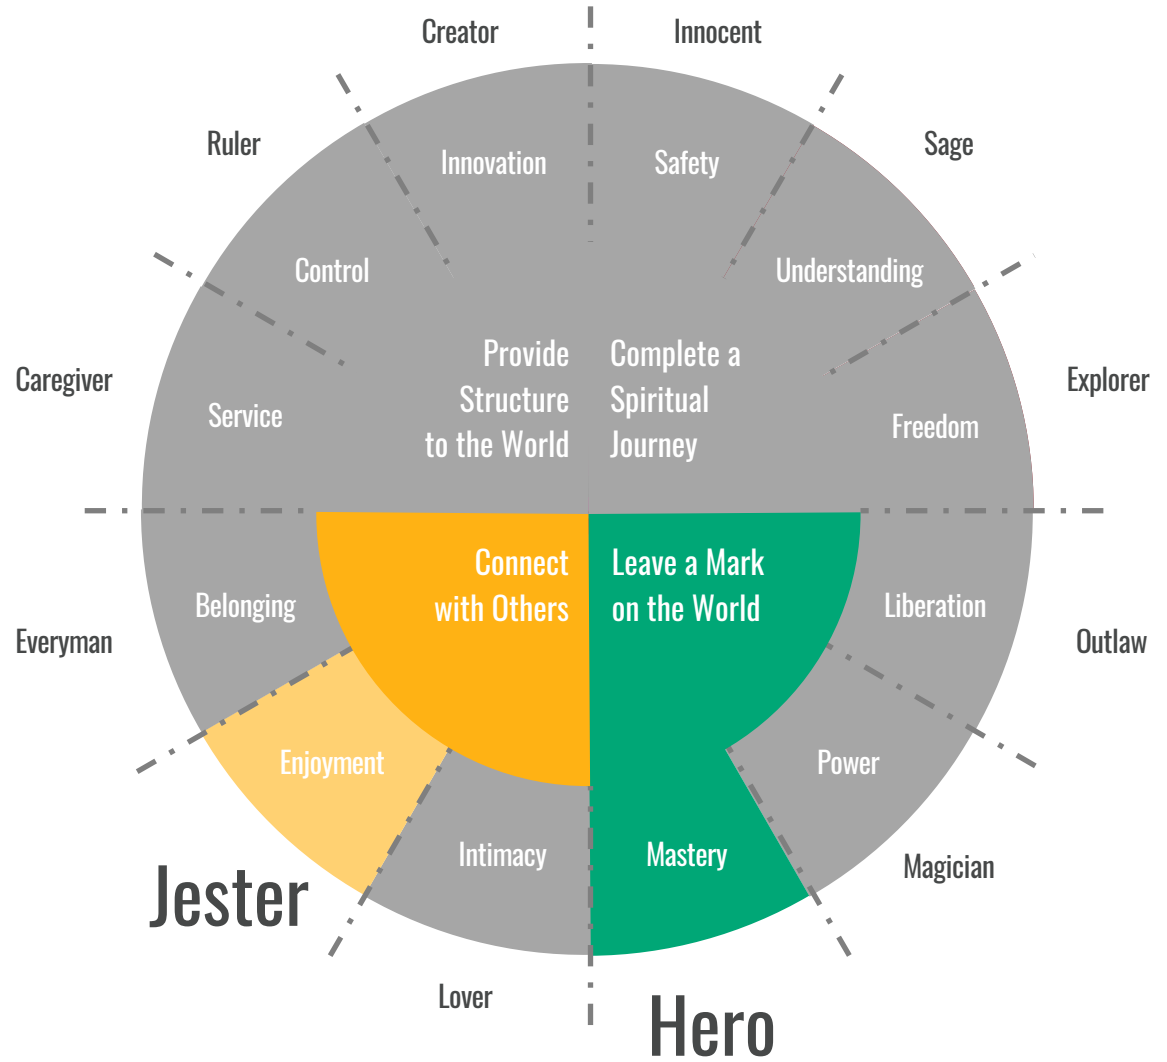 Creator
Innocent
Ruler
Sage
Innovation
Safety
Control
Understanding
Caregiver
Explorer
Service
Freedom
Provide
Structure
to the World
Complete a
Spiritual
Journey
Connect
with Others
Leave a Mark
on the World
Belonging
Liberation
Everyman
Outlaw
Enjoyment
Power
Intimacy
Mastery
Jester
Magician
Lover
Hero